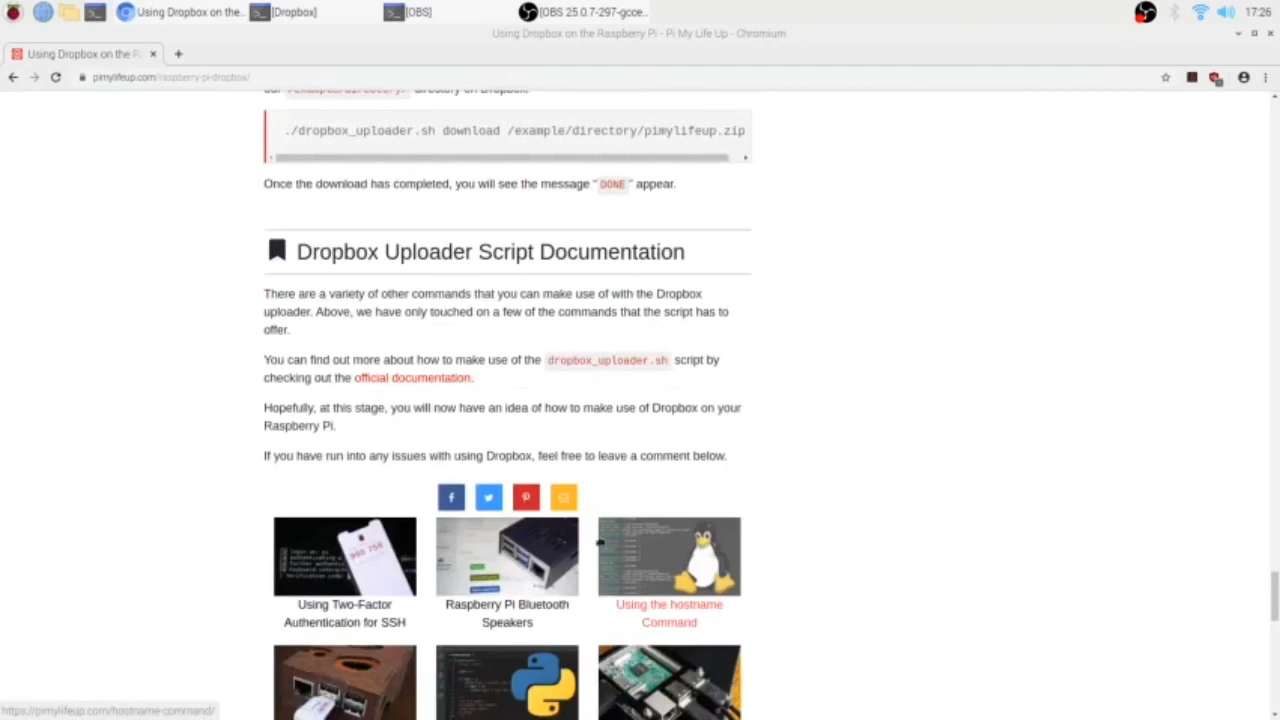 Using Dropbox on the.. [Dropbox] [OBS] [OBS 25.0.7-297-gcce.. 17:26
Using Dropbox on the Raspberry Pi - Pi My Life Up - Chromium
Using Dropbox on the R
pimylifeup.com/raspberry-pi-dropbox/
our /example/directory/ directory on Dropbox.
./dropbox_uploader.sh download /example/directory/pimylifeup.zip
Once the download has completed, you will see the message "DONE" appear.
Dropbox Uploader Script Documentation
There are a variety of other commands that you can make use of with the Dropbox
uploader. Above, we have only touched on a few of the commands that the script has to
offer.
You can find out more about how to make use of the dropbox_uploader.sh script by
checking out the official documentation.
Hopefully, at this stage, you will now have an idea of how to make use of Dropbox on your
Raspberry Pi.
If you have run into any issues with using Dropbox, feel free to leave a comment below.
Using Two-Factor
Authentication for SSH
Raspberry Pi Bluetooth
Speakers
Using the hostname
Command
https://pimylifeup.com/hostname-command/